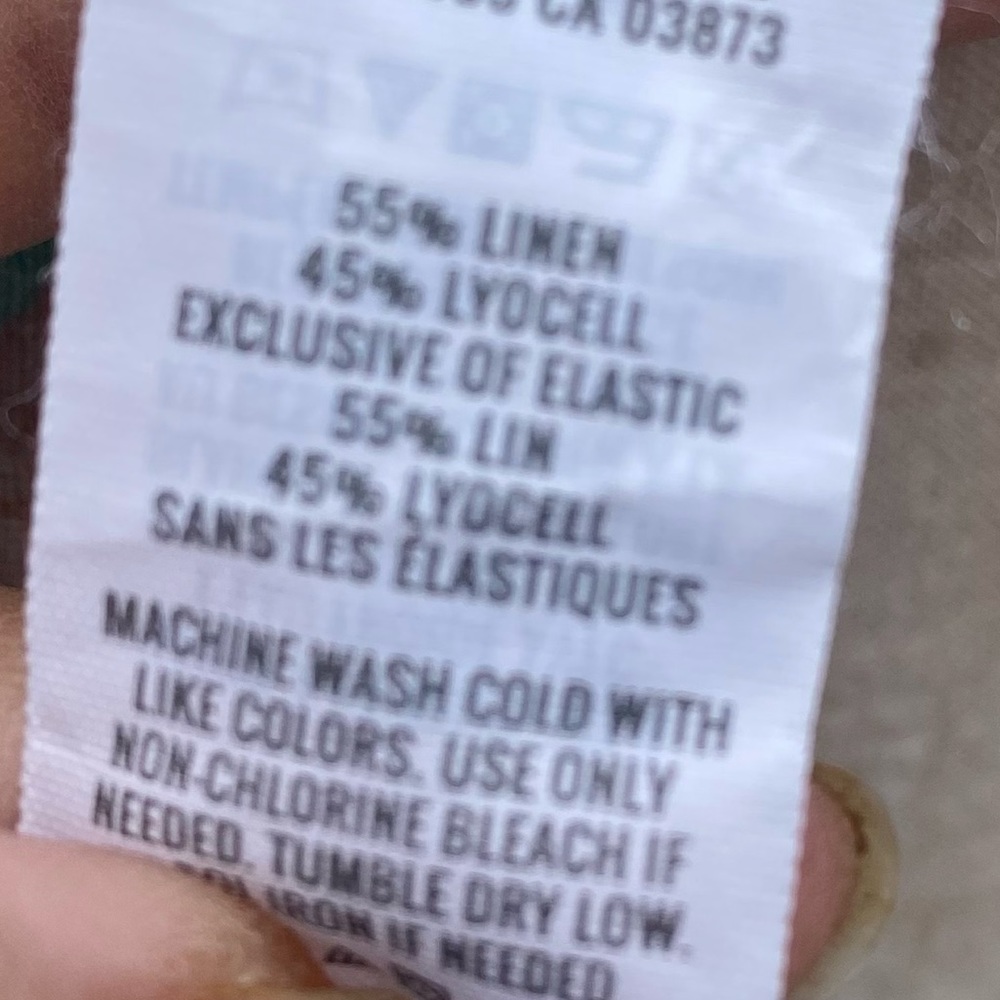 CA 03873
55% LINEN
45% LYOCELL
EXCLUSIVE OF ELASTIC
55% LIN
45% LYOCELL
SANS LES ÉLASTIQUES
MACHINE WASH COLD WITH
LIKE COLORS. USE ONLY
NON-CHLORINE BLEACH IF
NEEDED. TUMBLE DRY LOW.
IRON IF NEEDED